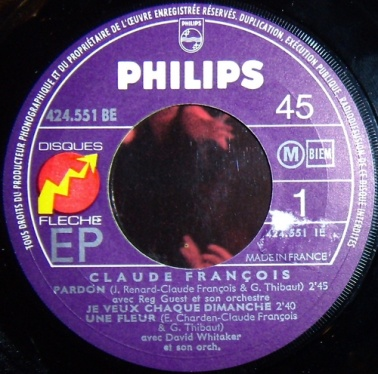 TOUS DROITS DU PRODUCTEUR PHONOGRAPHIQUE ET DU PROPRIÉTAIRE DE L'ŒUVRE ENREGISTRÉE RÉSERVÉS. DUPLICATION, EXÉCUTION PUBLIQUE, RADIODIFFUSION DE CE DISQUE INTERDITES
PHILIPS
PHILIPS
424.551 BE
45
DISQUES
FLECHE
EP
M
BIEM
1
424.551 1E
MADE IN FRANCE
CLAUDE FRANÇOIS
PARDON (J. Renard-Claude François & G. Thibaut) 2'45
avec Reg Guest et son orchestre
JE VEUX CHAQUE DIMANCHE 2'40
UNE FLEUR (E. Charden-Claude François
& G. Thibaut)
avec David Whitaker
et son orch.